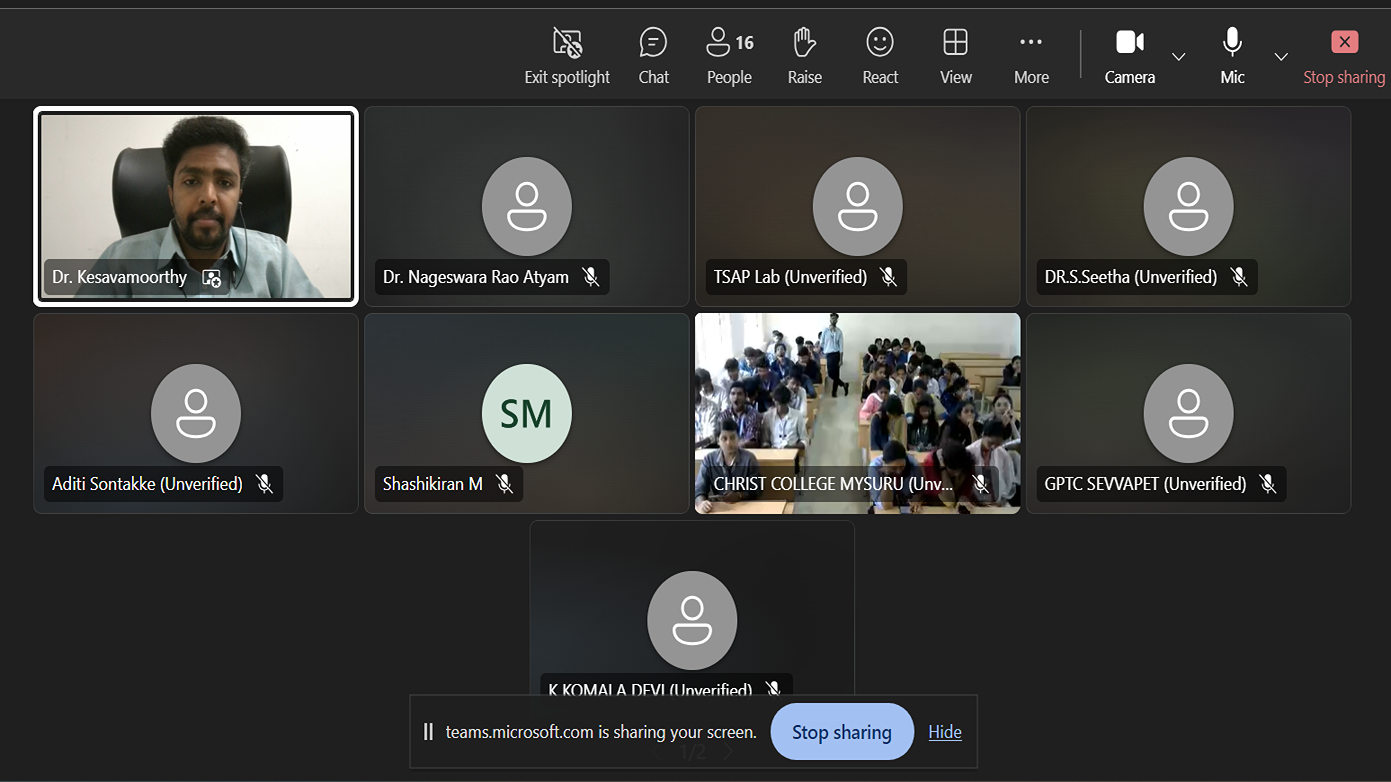 16
Exit spotlight
Chat
People
Raise
React
View
More
Camera
Mic
Stop sharing
Dr. Kesavamoorthy
Dr. Nageswara Rao Atyam
TSAP Lab (Unverified)
DR.S.Seetha (Unverified)
SM
Aditi Sontakke (Unverified)
Shashikiran M
CHRIST COLLEGE MYSURU (Unv...
GPTC SEVVAPET (Unverified)
K KOMALA DEVI (Unverified)
teams.microsoft.com is sharing your screen.
Stop sharing
Hide
1/2